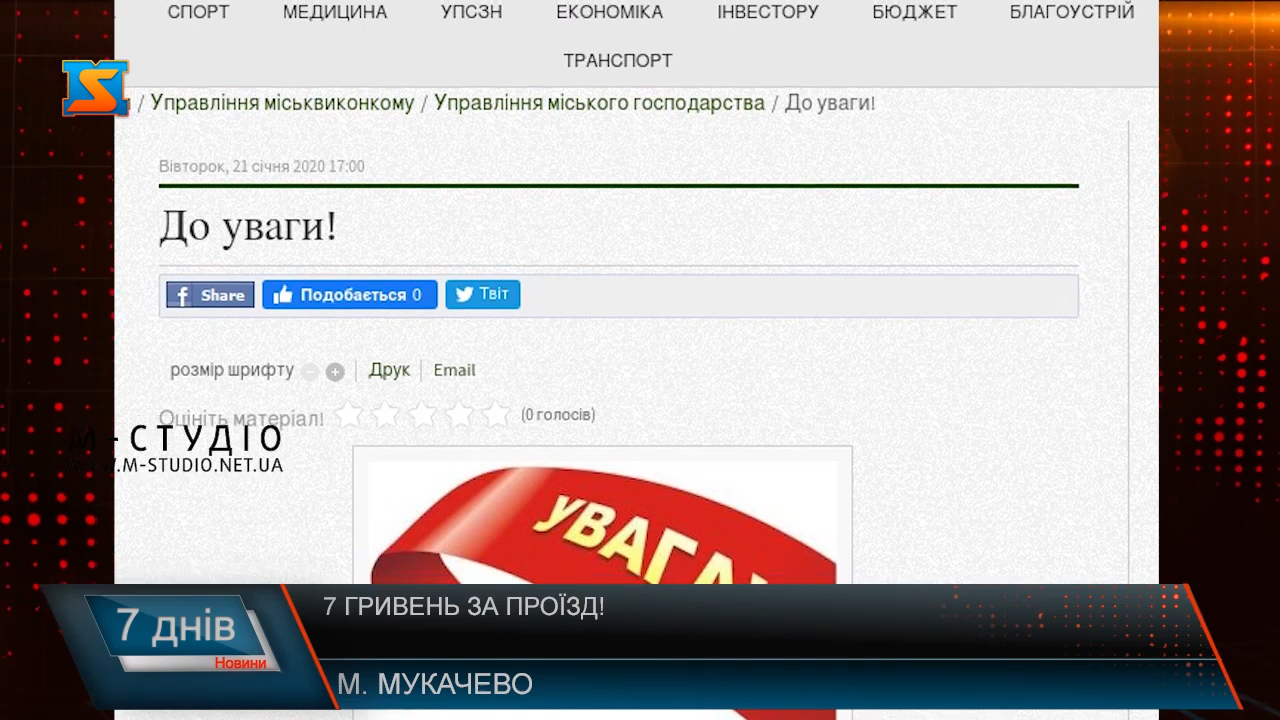 СПОРТ МЕДИЦИНА УПСЗН ЕКОНОМІКА ІНВЕСТОРУ БЮДЖЕТ БЛАГОУСТРІЙ
ТРАНСПОРТ
/ Управління міськвиконкому / Управління міського господарства / До уваги!
Вівторок, 21 січня 2020 17:00
До уваги!
Share Подобається 0 Твіт
розмір шрифту Друк Email
Оцініть матеріал! (0 голосів)
М-СТУДІО
WWW.M-STUDIO.NET.UA
УВАГА!
7 ГРИВЕНЬ ЗА ПРОЇЗД!
7 днів
Новини
М. МУКАЧЕВО